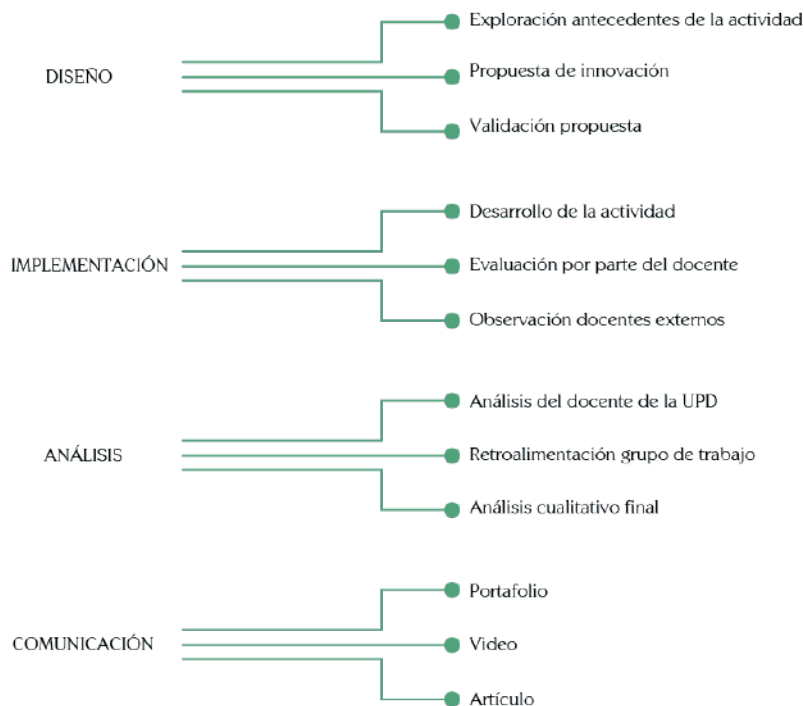 DISEÑO
Exploración antecedentes de la actividad
Propuesta de innovación
Validación propuesta
IMPLEMENTACIÓN
Desarrollo de la actividad
Evaluación por parte del docente
Observación docentes externos
ANÁLISIS
Análisis del docente de la UPD
Retroalimentación grupo de trabajo
Análisis cualitativo final
COMUNICACIÓN
Portafolio
Video
Artículo